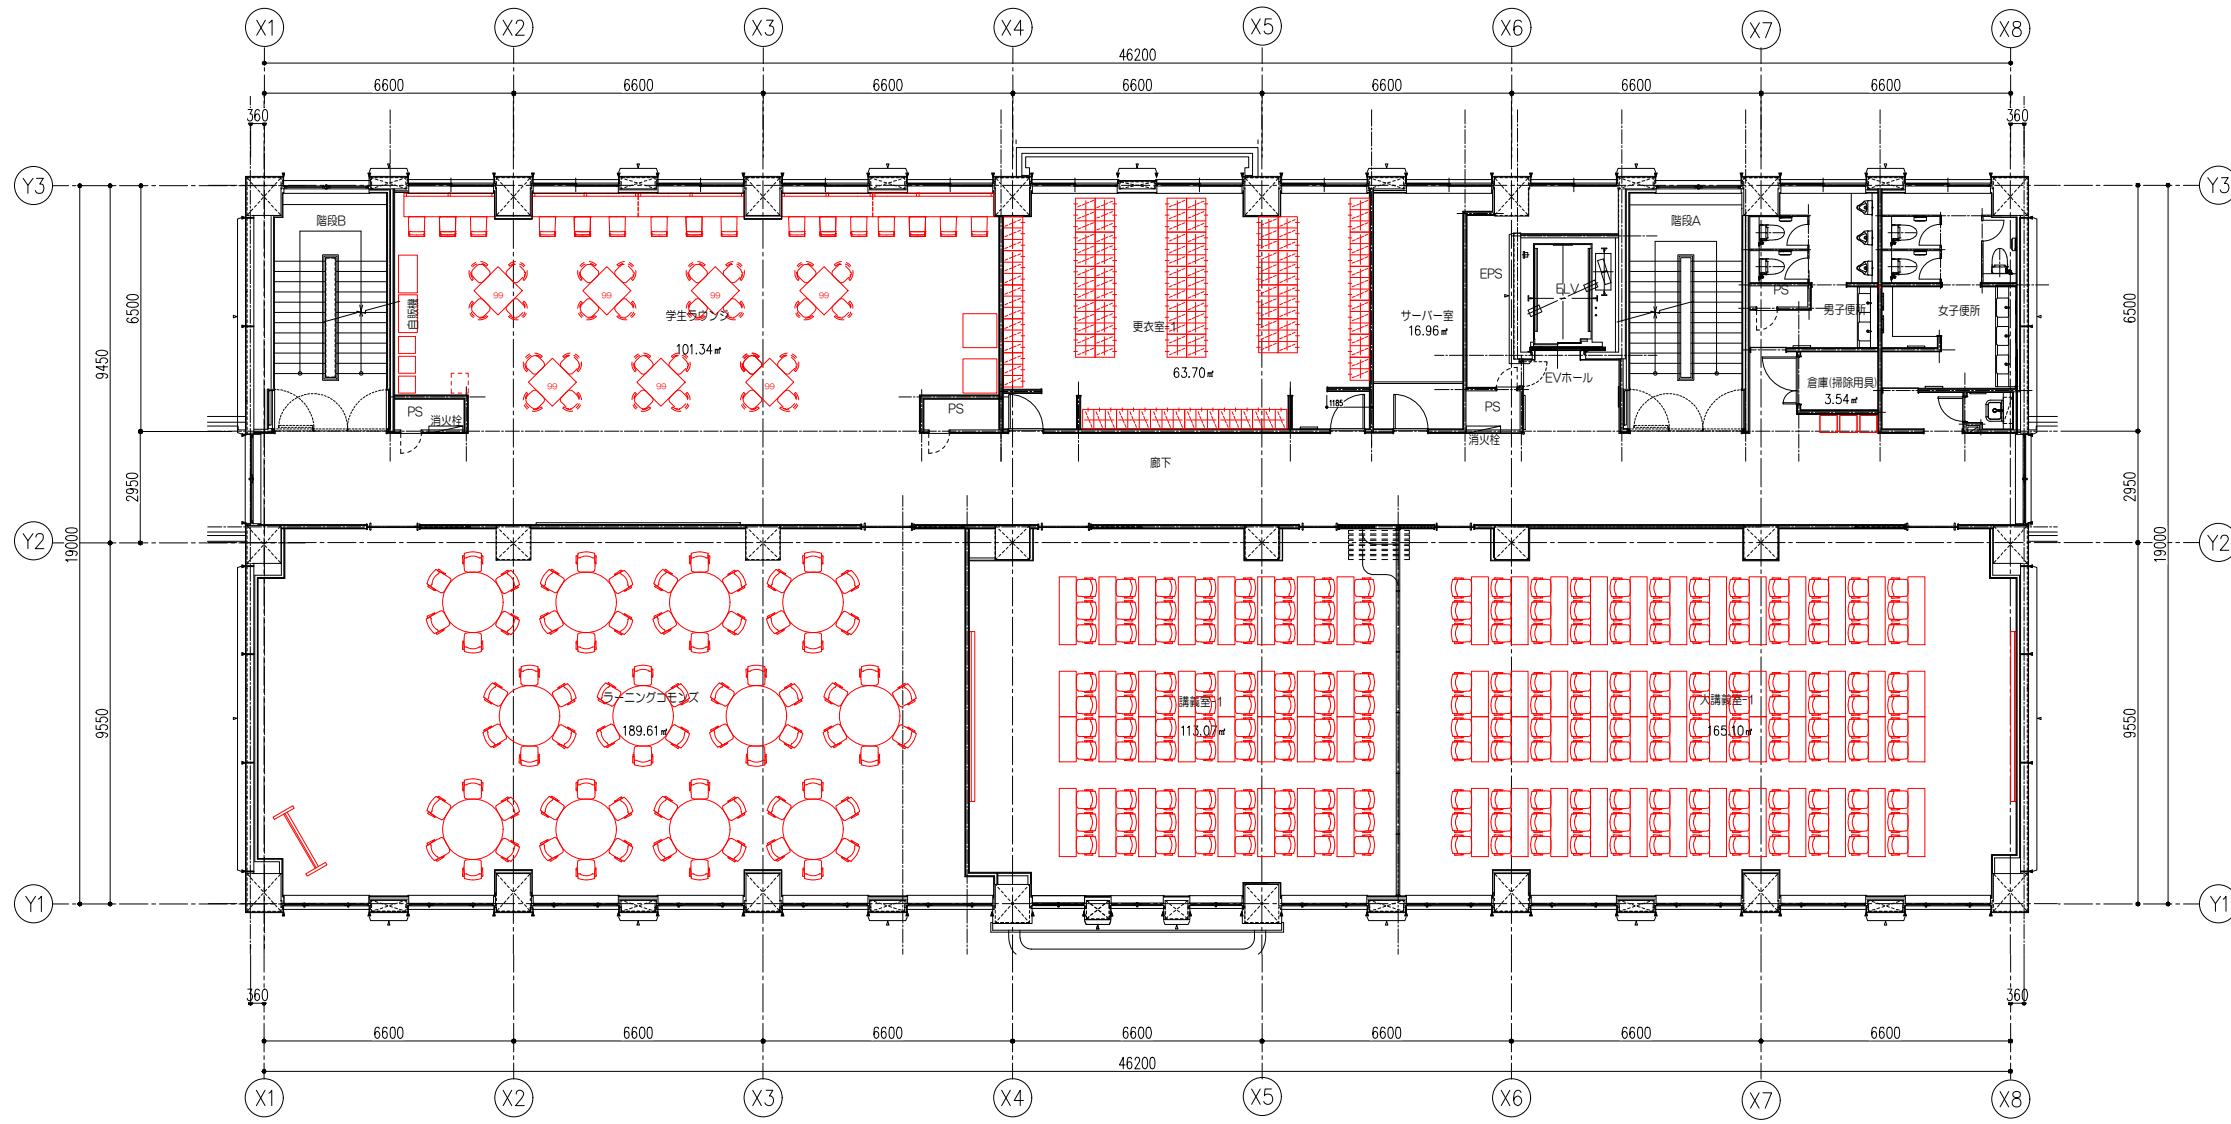 X1 X2 X3 X4 X5 X6 X7 X8
46200
6600 6600 6600 6600 6600 6600 6600
360 360
Y3 Y3
階段B
階段A
EPS
ELV
PS
自販機
学生ラウンジ
101.34㎡
99 99 99 99
99 99 99
更衣室-1
63.70㎡
サーバー室
16.96㎡
男子便所
女子便所
EVホール
倉庫(掃除用具)
3.54㎡
PS
消火栓
PS
1185
PS
消火栓
廊下
6500
9450
2950
19000
9550
6500
2950
19000
9550
Y2 Y2
ラーニングコモンズ
189.61㎡
講義室-1
113.07㎡
大講義室-1
165.10㎡
Y1 Y1
360 360
6600 6600 6600 6600 6600 6600 6600
46200
X1 X2 X3 X4 X5 X6 X7 X8